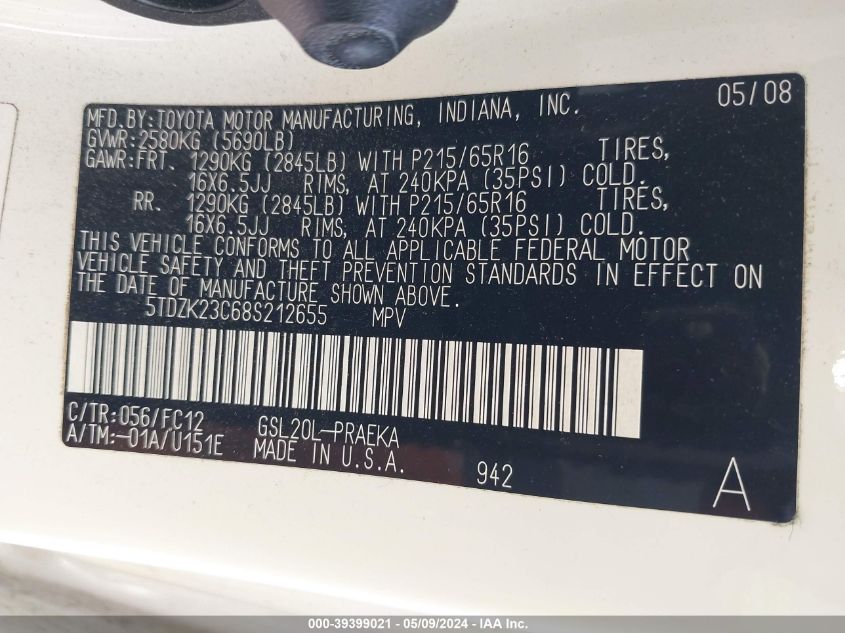 MFD.BY:TOYOTA MOTOR MANUFACTURING, INDIANA, INC. 05/08
GVWR:2580KG (5690LB)
GAWR:FRT. 1290KG (2845LB) WITH P215/65R16 TIRES,
16X6.5JJ RIMS, AT 240KPA (35PSI) COLD.
RR. 1290KG (2845LB) WITH P215/65R16 TIRES,
16X6.5JJ RIMS, AT 240KPA (35PSI) COLD.
THIS VEHICLE CONFORMS TO ALL APPLICABLE FEDERAL MOTOR
VEHICLE SAFETY AND THEFT PREVENTION STANDARDS IN EFFECT ON
THE DATE OF MANUFACTURE SHOWN ABOVE.
5TDZK23C68S212655 MPV
C/TR:056/FC12 GSL20L-PRAEKA
A/TM:-01A/U151E MADE IN U.S.A. 942 A
000-39399021 - 05/09/2024 - IAA Inc.